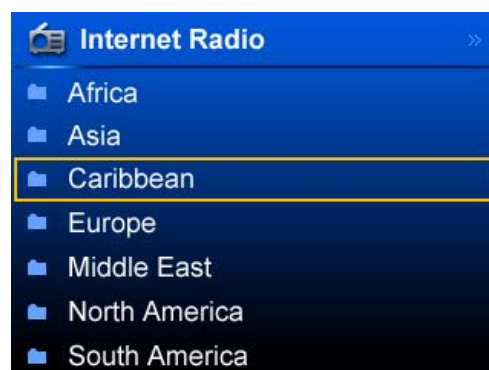 Internet Radio
Africa
Asia
Caribbean
Europe
Middle East
North America
South America